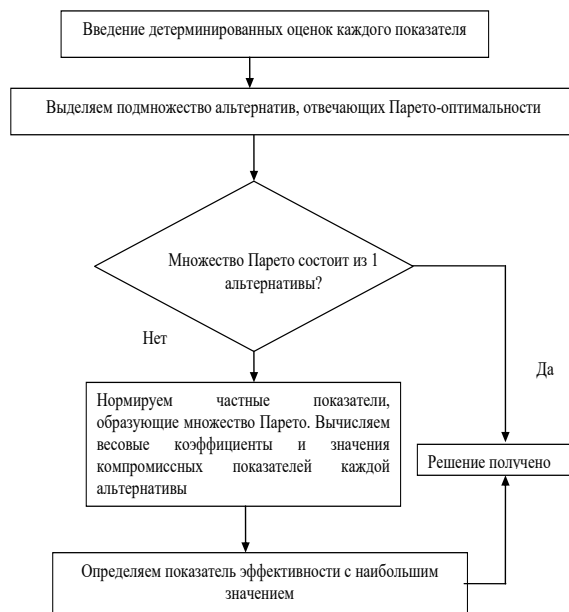 Введение детерминированных оценок каждого показателя
Выделяем подмножество альтернатив, отвечающих Парето-оптимальности
Множество Парето состоит из 1
альтернативы?
Нет
Да
Нормируем частные показатели,
образующие множество Парето. Вычисляем
весовые коэффициенты и значения
компромиссных показателей каждой
альтернативы
Решение получено
Определяем показатель эффективности с наибольшим
значением